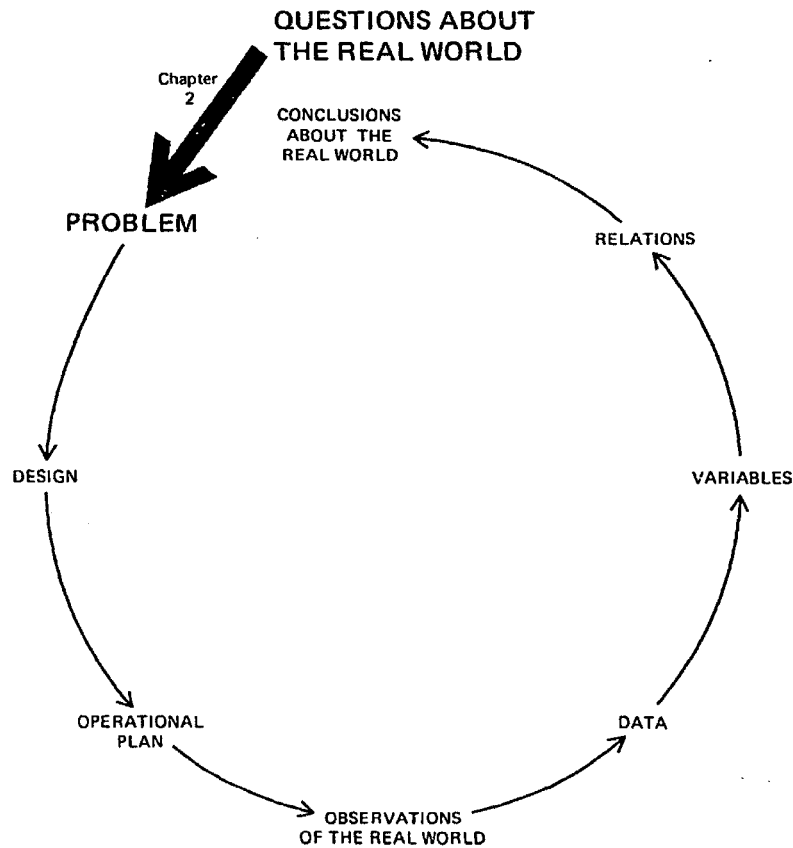 QUESTIONS ABOUT
THE REAL WORLD
Chapter
2
CONCLUSIONS
ABOUT THE
REAL WORLD
PROBLEM
RELATIONS
DESIGN
VARIABLES
OPERATIONAL
PLAN
DATA
OBSERVATIONS
OF THE REAL WORLD